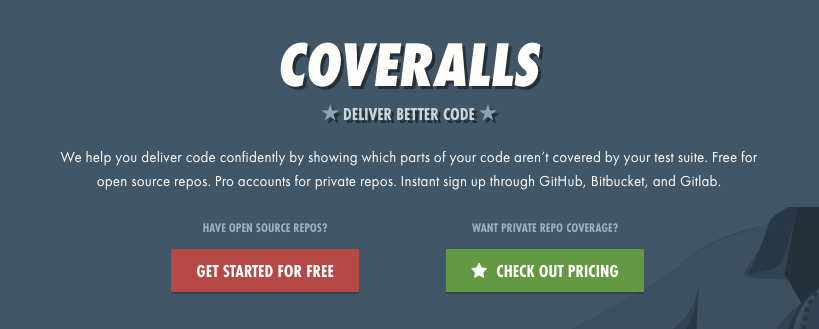 COVERALLS
DELIVER BETTER CODE
We help you deliver code confidently by showing which parts of your code aren't covered by your test suite. Free for
open source repos. Pro accounts for private repos. Instant sign up through GitHub, Bitbucket, and Gitlab.
HAVE OPEN SOURCE REPOS?
GET STARTED FOR FREE
WANT PRIVATE REPO COVERAGE?
CHECK OUT PRICING